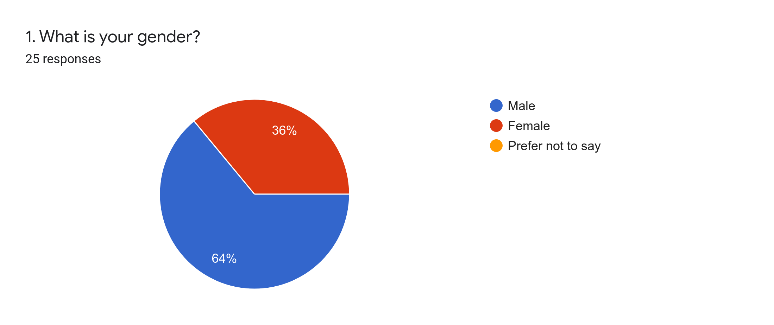 1. What is your gender?
25 responses
36%
64%
Male
Female
Prefer not to say